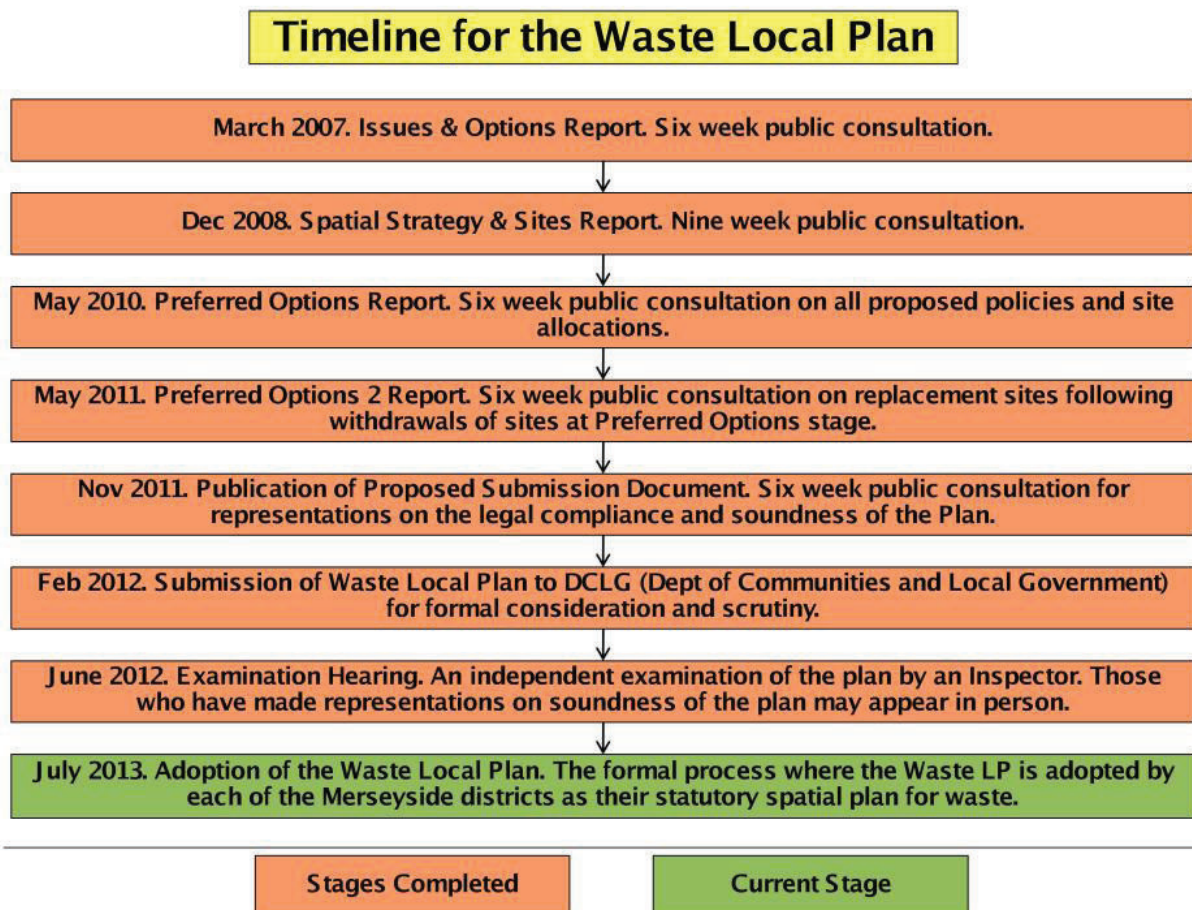 Timeline for the Waste Local Plan
March 2007. Issues & Options Report. Six week public consultation.
Dec 2008. Spatial Strategy & Sites Report. Nine week public consultation.
May 2010. Preferred Options Report. Six week public consultation on all proposed policies and site
allocations.
May 2011. Preferred Options 2 Report. Six week public consultation on replacement sites following
withdrawals of sites at Preferred Options stage.
Nov 2011. Publication of Proposed Submission Document. Six week public consultation for
representations on the legal compliance and soundness of the Plan.
Feb 2012. Submission of Waste Local Plan to DCLG (Dept of Communities and Local Government)
for formal consideration and scrutiny.
June 2012. Examination Hearing. An independent examination of the plan by an Inspector. Those
who have made representations on soundness of the plan may appear in person.
July 2013. Adoption of the Waste Local Plan. The formal process where the Waste LP is adopted by
each of the Merseyside districts as their statutory spatial plan for waste.
Stages Completed
Current Stage